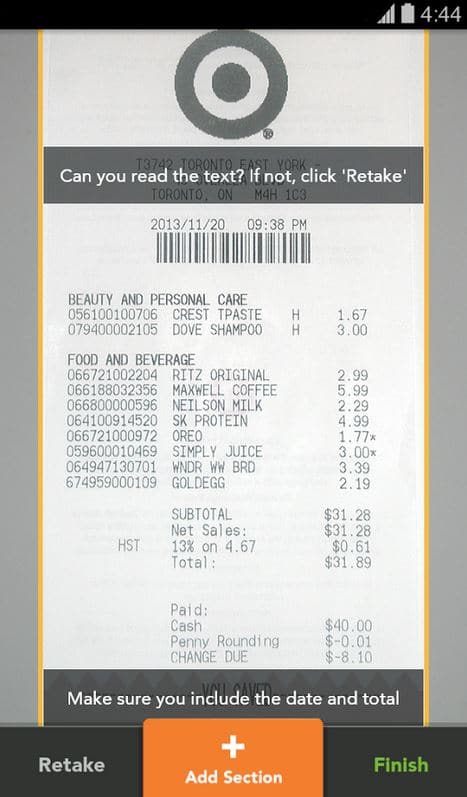 4:44
T3742 TORONTO EAST YORK -
Can you read the text? If not, click 'Retake'
TORONTO, ON M4H 1C3
2013/11/20 09:38 PM
BEAUTY AND PERSONAL CARE
056100100706 CREST TPASTE H 1.67
079400002105 DOVE SHAMPOO H 3.00
FOOD AND BEVERAGE
066721002204 RITZ ORIGINAL 2.99
066188032356 MAXWELL COFFEE 5.99
066800000596 NEILSON MILK 2.29
064100914520 SK PROTEIN 4.99
066721000972 OREO 1.77*
059600010469 SIMPLY JUICE 3.00*
064947130701 WNDR WW BRD 3.39
674959000109 GOLDEGG 2.19
SUBTOTAL $31.28
Net Sales: $31.28
HST 13% on 4.67 $0.61
Total: $31.89
Paid:
Cash $40.00
Penny Rounding $-0.01
CHANGE DUE $-8.10
YOU SAVED
Make sure you include the date and total
Retake
+
Add Section
Finish